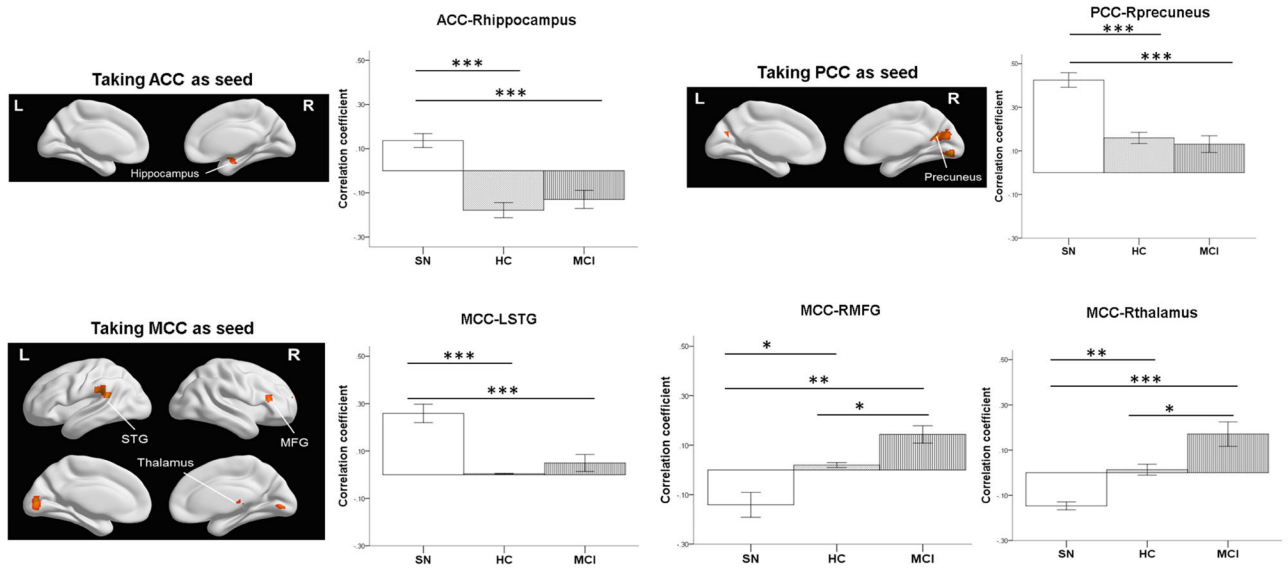 ACC-Rhippocampus
Taking ACC as seed
L
R
Hippocampus
Correlation coefficient
.50
.30
.10
-.10
-.30
***
***
SN
HC
MCI
PCC-Rprecuneus
Taking PCC as seed
L
R
Precuneus
Correlation coefficient
.50
.30
.10
-.10
-.30
***
***
SN
HC
MCI
Taking MCC as seed
L
R
STG
MFG
Thalamus
MCC-LSTG
Correlation coefficient
.50
.30
.10
-.10
-.30
***
***
SN
HC
MCI
MCC-RMFG
Correlation coefficient
.50
.30
.10
-.10
-.30
*
**
*
SN
HC
MCI
MCC-Rthalamus
Correlation coefficient
.50
.30
.10
-.10
-.30
**
***
*
SN
HC
MCI